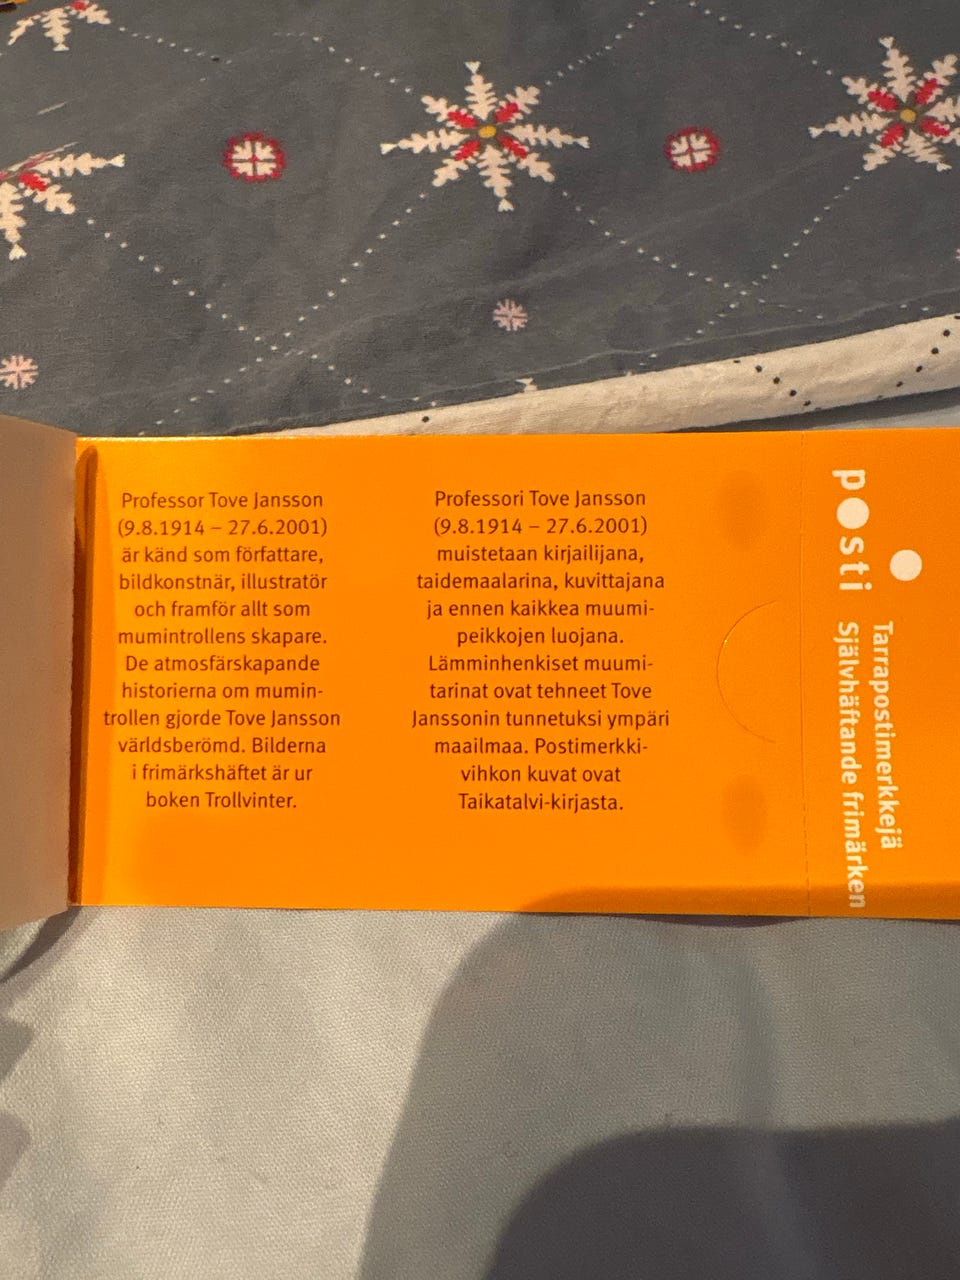 Professor Tove Jansson
(9.8.1914 – 27.6.2001)
är känd som författare,
bildkonstnär, illustratör
och framför allt som
mumintrollens skapare.
De atmosfärskapande
historierna om mumin-
trollen gjorde Tove Jansson
världsberömd. Bilderna
i frimärkshäftet är ur
boken Trollvinter.
Professori Tove Jansson
(9.8.1914 – 27.6.2001)
muistetaan kirjailijana,
taidemaalarina, kuvittajana
ja ennen kaikkea muumi-
peikkojen luojana.
Lämminhenkiset muumi-
tarinat ovat tehneet Tove
Janssonin tunnetuksi ympäri
maailmaa. Postimerkki-
vihkon kuvat ovat
Taikatalvi-kirjasta.
posti
Tarrapostimerkkejä
Självhäftande frimärken